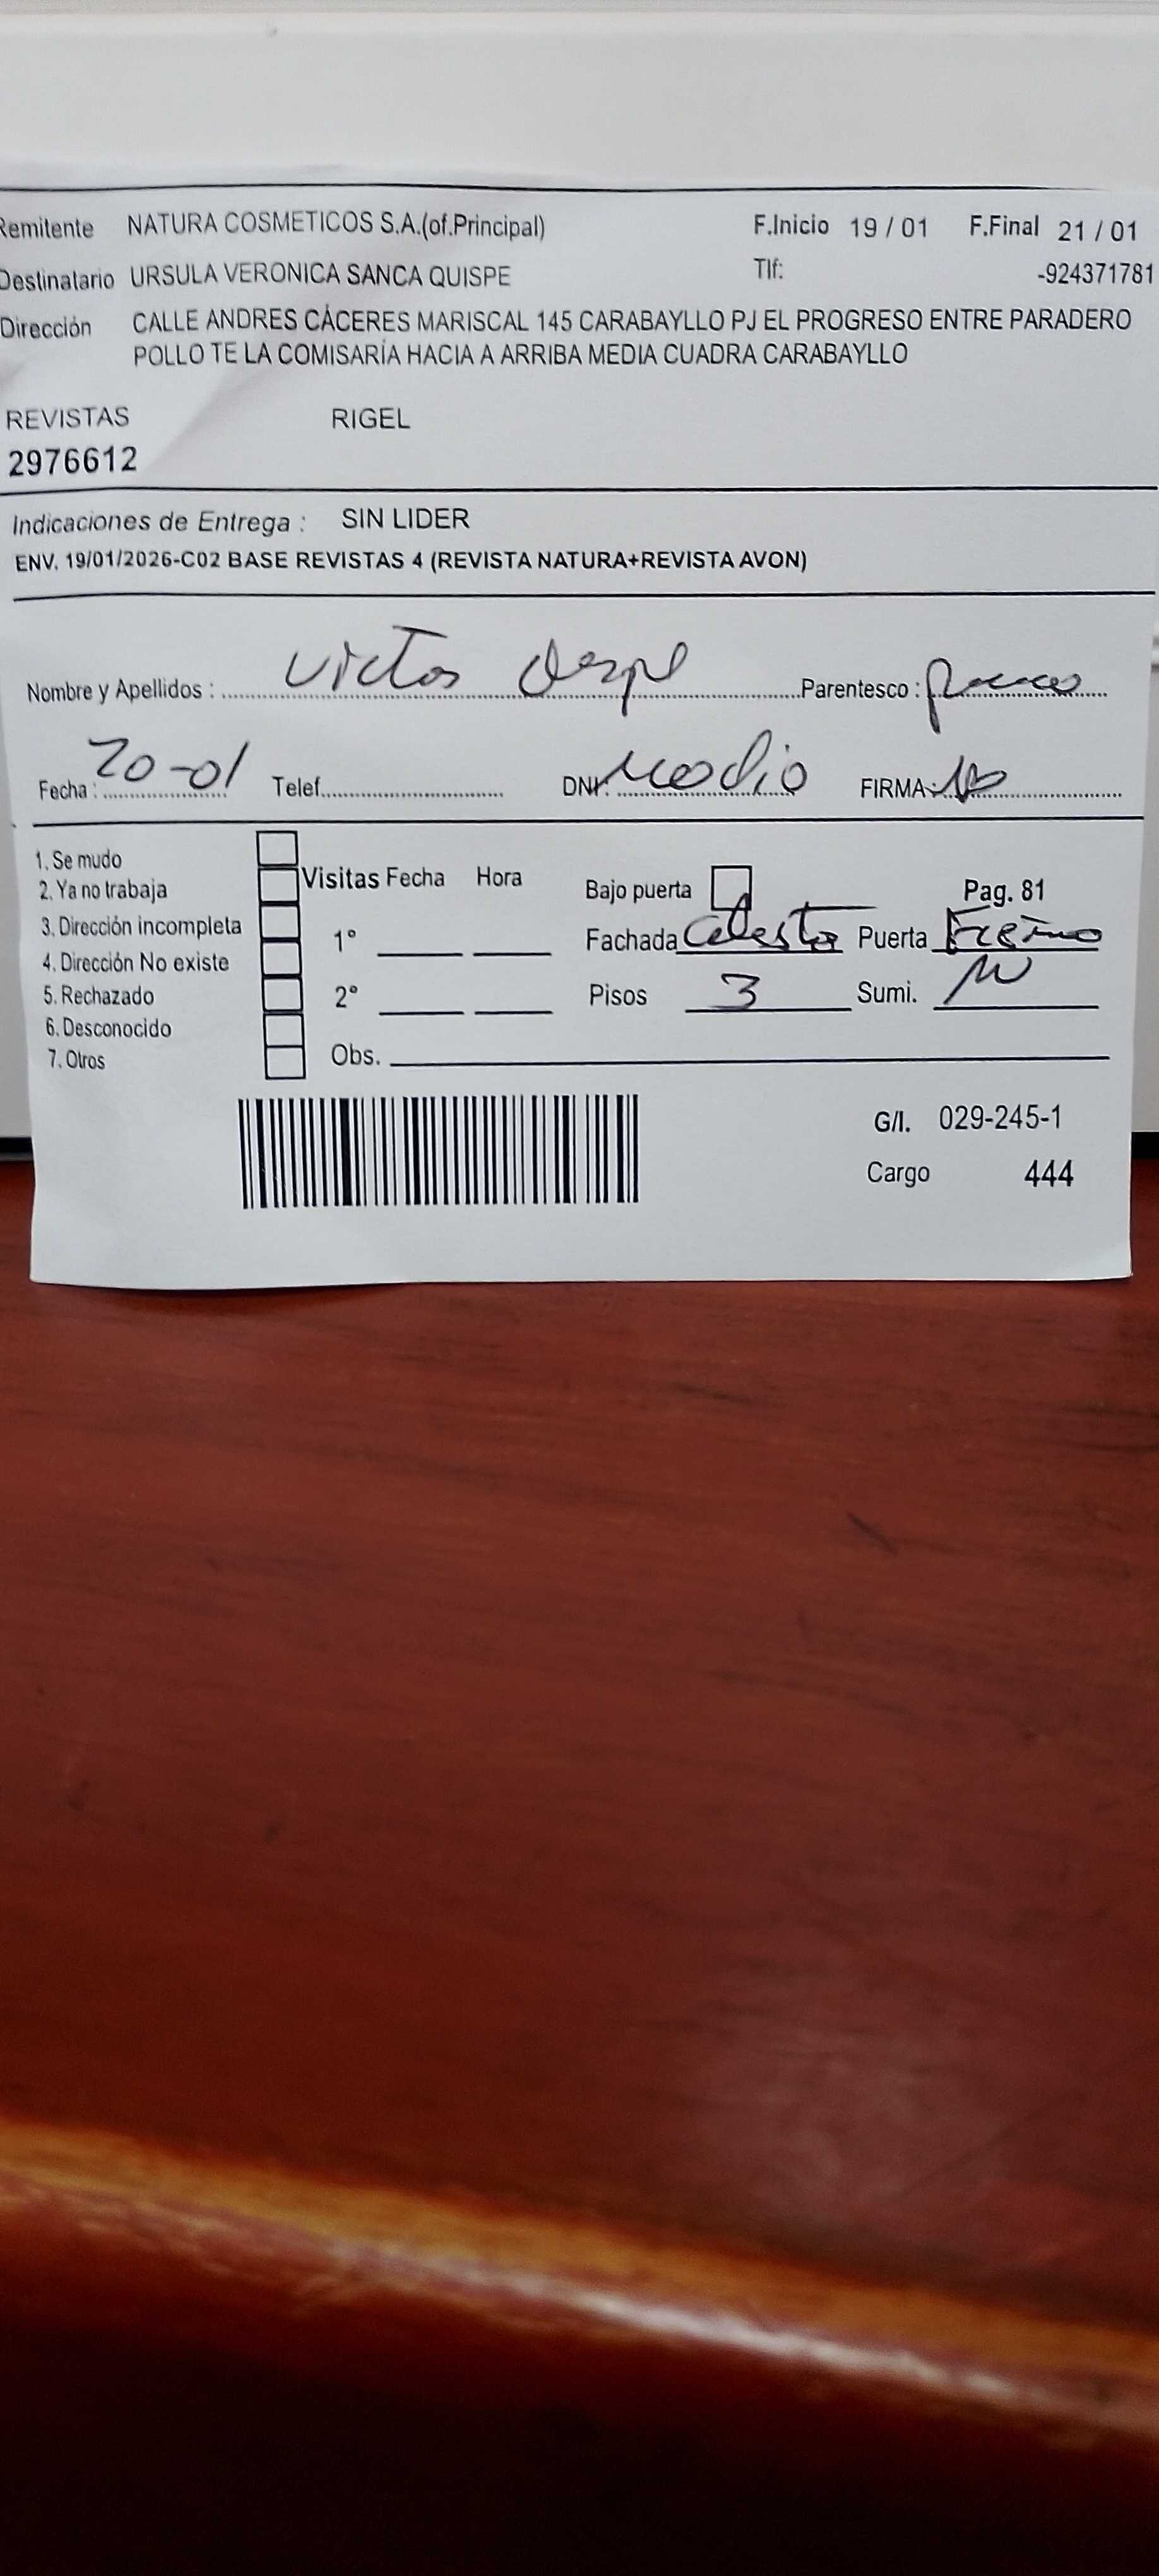 Remitente NATURA COSMETICOS S.A.(of.Principal) F.Inicio 19 / 01 F.Final 21 / 01
Destinatario URSULA VERONICA SANCA QUISPE Tlf: -924371781
Dirección CALLE ANDRES CÁCERES MARISCAL 145 CARABAYLLO PJ EL PROGRESO ENTRE PARADERO
POLLO TE LA COMISARÍA HACIA A ARRIBA MEDIA CUADRA CARABAYLLO
REVISTAS RIGEL
2976612
Indicaciones de Entrega : SIN LIDER
ENV. 19/01/2026-C02 BASE REVISTAS 4 (REVISTA NATURA+REVISTA AVON)
Nombre y Apellidos : Victor Parentesco :
Fecha : 20-01 Telef. DNI: FIRMA:
1. Se mudo
2. Ya no trabaja Visitas Fecha Hora Bajo puerta Pag. 81
3. Dirección incompleta 1° Fachada Celeste Puerta Fierro
4. Dirección No existe
5. Rechazado 2° Pisos 3 Sumi.
6. Desconocido
7. Otros Obs.
G/I. 029-245-1
Cargo 444